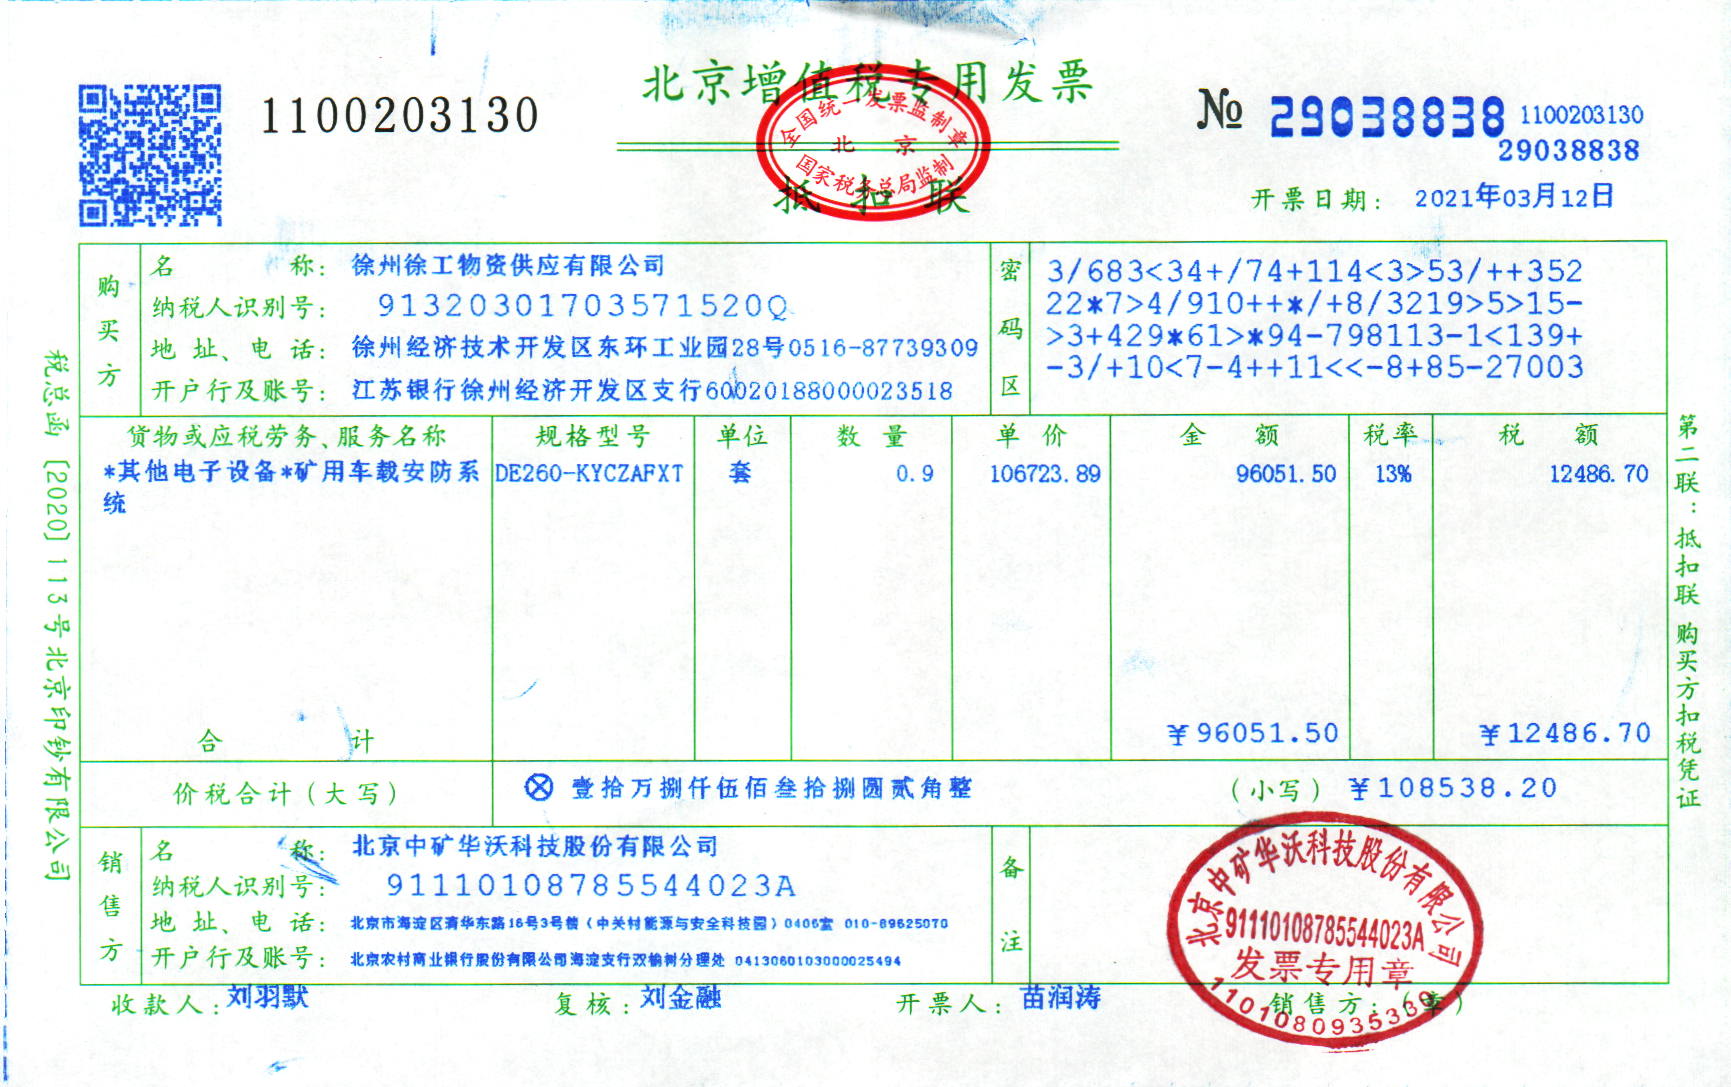 北京增值税专用发票
1100203130
№ 29038838
1100203130
29038838
全国统一发票监制章
北京
国家税务总局监制
抵扣联
开票日期: 2021年03月12日
购买方
名称: 徐州徐工物资供应有限公司
纳税人识别号: 91320301703571520Q
地址、电话: 徐州经济技术开发区东环工业园28号0516-87739309
开户行及账号: 江苏银行徐州经济开发区支行60020188000023518
密码区
3/683<34+/74+114<3>53/++352
22*7>4/910++*/+8/3219>5>15-
>3+429*61>*94-798113-1<139+
-3/+10<7-4++11<<-8+85-27003
货物或应税劳务、服务名称 规格型号 单位 数量 单价 金额 税率 税额
*其他电子设备*矿用车载安防系 DE260-KYCZAFXT 套 0.9 106723.89 96051.50 13% 12486.70
统
合计 ￥96051.50 ￥12486.70
价税合计(大写) ⊗ 壹拾万捌仟伍佰叁拾捌圆贰角整 (小写) ￥108538.20
销售方
名称: 北京中矿华沃科技股份有限公司
纳税人识别号: 91110108785544023A
地址、电话: 北京市海淀区清华东路16号3号楼(中关村能源与安全科技园)0406室 010-89625070
开户行及账号: 北京农村商业银行股份有限公司海淀支行双榆树分理处 0413060103000025494
备注
北京中矿华沃科技股份有限公司
91110108785544023A
发票专用章
收款人: 刘羽默 复核: 刘金融 开票人: 苗润涛 销售方:(章)
税总函〔2020〕113号北京印钞有限公司
第二联:抵扣联 购买方扣税凭证